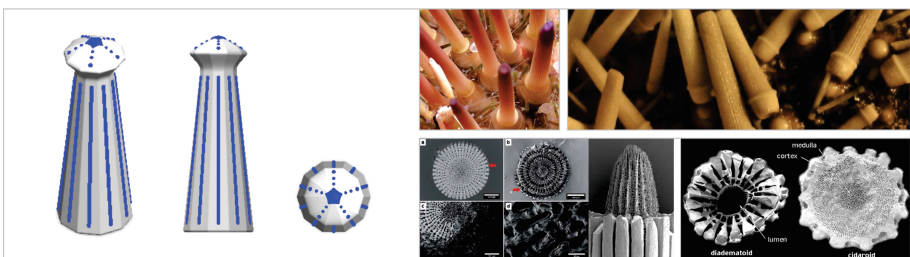 a
b
c
d
medulla
cortex
lumen
diadematoid
cidaroid